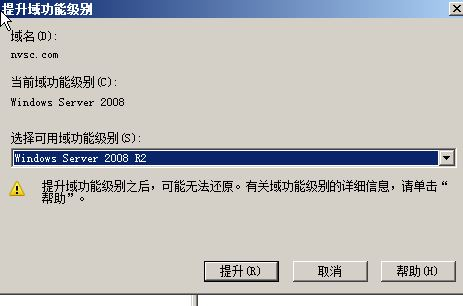 提升域功能级别
域名(D):
nvsc.com
当前域功能级别(C):
Windows Server 2008
选择可用域功能级别(S):
Windows Server 2008 R2
提升域功能级别之后，可能无法还原。有关域功能级别的详细信息，请单击“
帮助”。
提升(R) 取消 帮助(H)